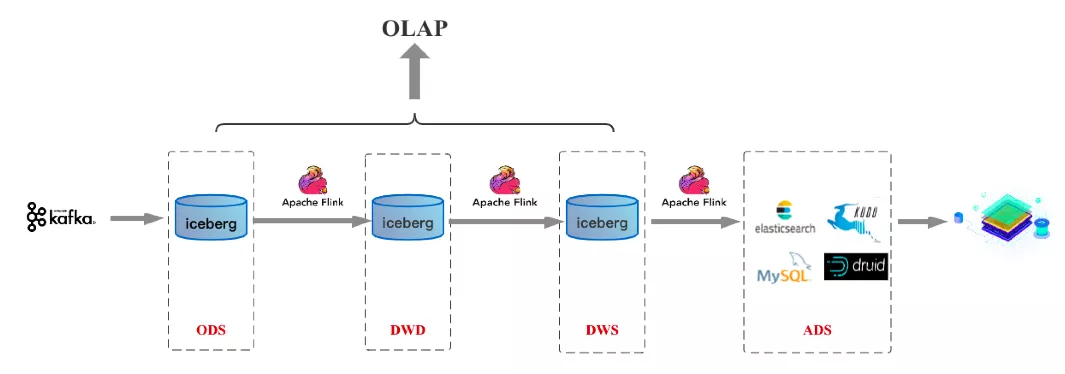 OLAP
Apache Flink
Apache Flink
Apache Flink
kafka
iceberg
iceberg
iceberg
elasticsearch
KUDU
MySQL
druid
ODS
DWD
DWS
ADS